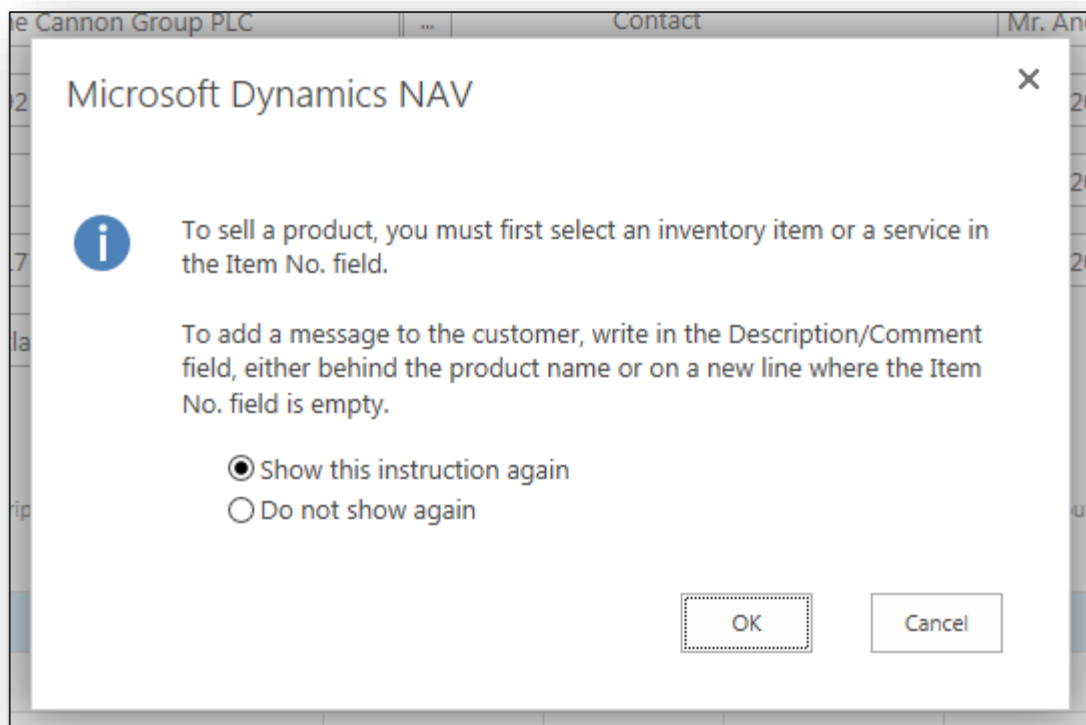 e Cannon Group PLC ... Contact Mr. And
Microsoft Dynamics NAV
To sell a product, you must first select an inventory item or a service in
the Item No. field.
To add a message to the customer, write in the Description/Comment
field, either behind the product name or on a new line where the Item
No. field is empty.
Show this instruction again
Do not show again
OK Cancel